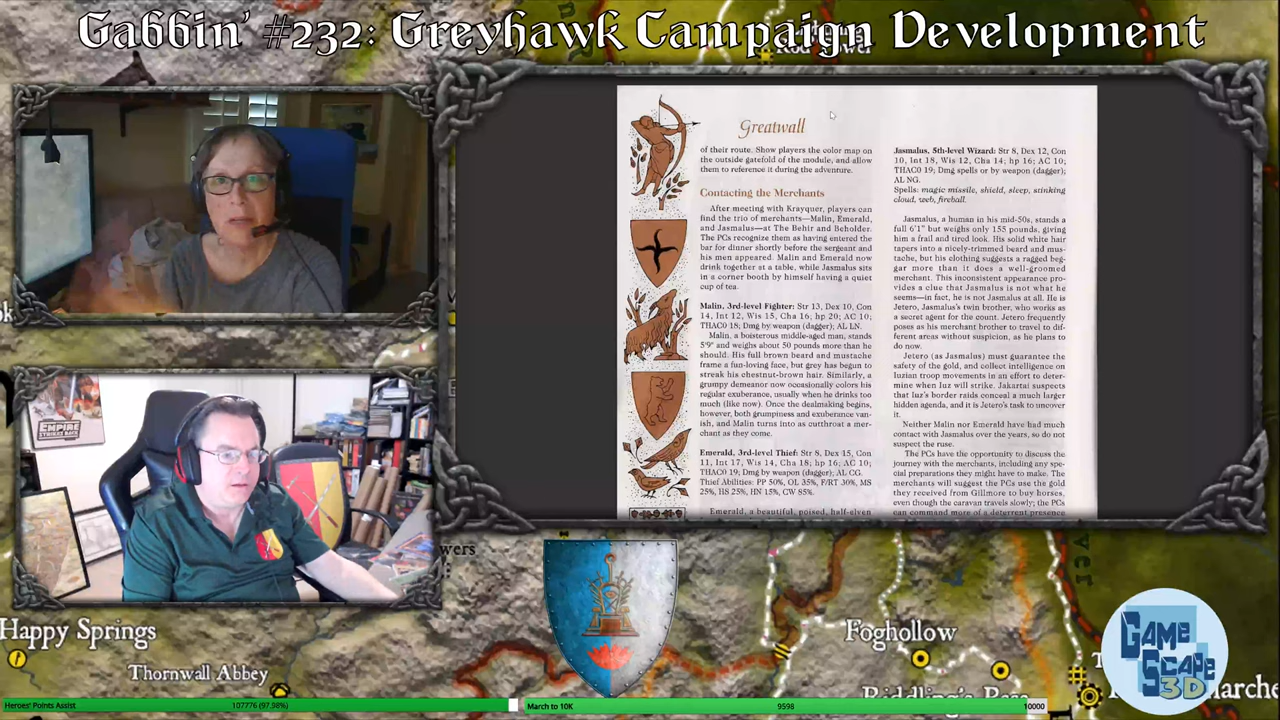 Gabbin' #232: Greyhawk Campaign Development
Greatwall
of their route. Show players the color map on
the outside gatefold of the module, and allow
them to reference it during the adventure.
Contacting the Merchants
After meeting with Krayquer, players can
find the trio of merchants—Malin, Emerald,
and Jasmalus—at The Behir and Beholder.
The PCs recognize them as having entered the
bar for dinner shortly before the sergeant and
his men appeared. Malin and Emerald now
drink together at a table, while Jasmalus sits
in a corner booth by himself having a quiet
cup of tea.
Malin, 3rd-level Fighter: Str 13, Dex 10, Con
14, Int 12, Wis 15, Cha 16; hp 20; AC 10;
THAC0 18; Dmg by weapon (dagger); AL LN.
Malin, a boisterous middle-aged man, stands
5'9" and weighs about 50 pounds more than he
should. His full brown beard and mustache
frame a fun-loving face, but grey has begun to
streak his chestnut-brown hair. Similarly, a
grumpy demeanor now occasionally colors his
regular exuberance, usually when he drinks too
much (like now). Once the dealmaking begins,
however, both grumpiness and exuberance van-
ish, and Malin turns into as cutthroat a mer-
chant as they come.
Emerald, 3rd-level Thief: Str 8, Dex 15, Con
11, Int 17, Wis 14, Cha 18; hp 16; AC 10;
THAC0 19; Dmg by weapon (dagger); AL CG.
Thief Abilities: PP 50%, OL 35%, F/RT 30%, MS
25%, HS 25%, HN 15%, CW 85%.
Emerald, a beautiful, poised, half-elven
Jasmalus, 5th-level Wizard: Str 8, Dex 12, Con
10, Int 18, Wis 12, Cha 14; hp 16; AC 10;
THAC0 19; Dmg spells or by weapon (dagger);
AL NG.
Spells: magic missile, shield, sleep, stinking
cloud, web, fireball.
Jasmalus, a human in his mid-50s, stands a
full 6'1" but weighs only 155 pounds, giving
him a frail and tired look. His solid white hair
tapers into a nicely-trimmed beard and mus-
tache, but his clothing suggests a ragged beg-
gar more than it does a well-groomed
merchant. This inconsistent appearance pro-
vides a clue that Jasmalus is not what he
seems—in fact, he is not Jasmalus at all. He is
Jetero, Jasmalus's twin brother, who works as
a secret agent for the count. Jetero frequently
poses as his merchant brother to travel to dif-
ferent areas without suspicion, as he plans to
do now.
Jetero (as Jasmalus) must guarantee the
safety of the gold, and collect intelligence on
Iuzian troop movements in an effort to deter-
mine when Iuz will strike. Jakartai suspects
that Iuz's border raids conceal a much larger
hidden agenda, and it is Jetero's task to uncover
it.
Neither Malin nor Emerald have had much
contact with Jasmalus over the years, so do not
suspect the ruse.
The PCs have the opportunity to discuss the
journey with the merchants, including any spe-
cial preparations they might have to make. The
merchants will suggest the PCs use the gold
they received from Gillmore to buy horses,
even though the caravan travels slowly; the PCs
can command more of a deterrent presence
EMPIRE
STRIKES BACK
wers
Happy Springs
Thornwall Abbey
Foghollow
GAME
SCAPE
3D
Heroes' Points Assist
107776 (97.98%)
March to 10K
9598
10000